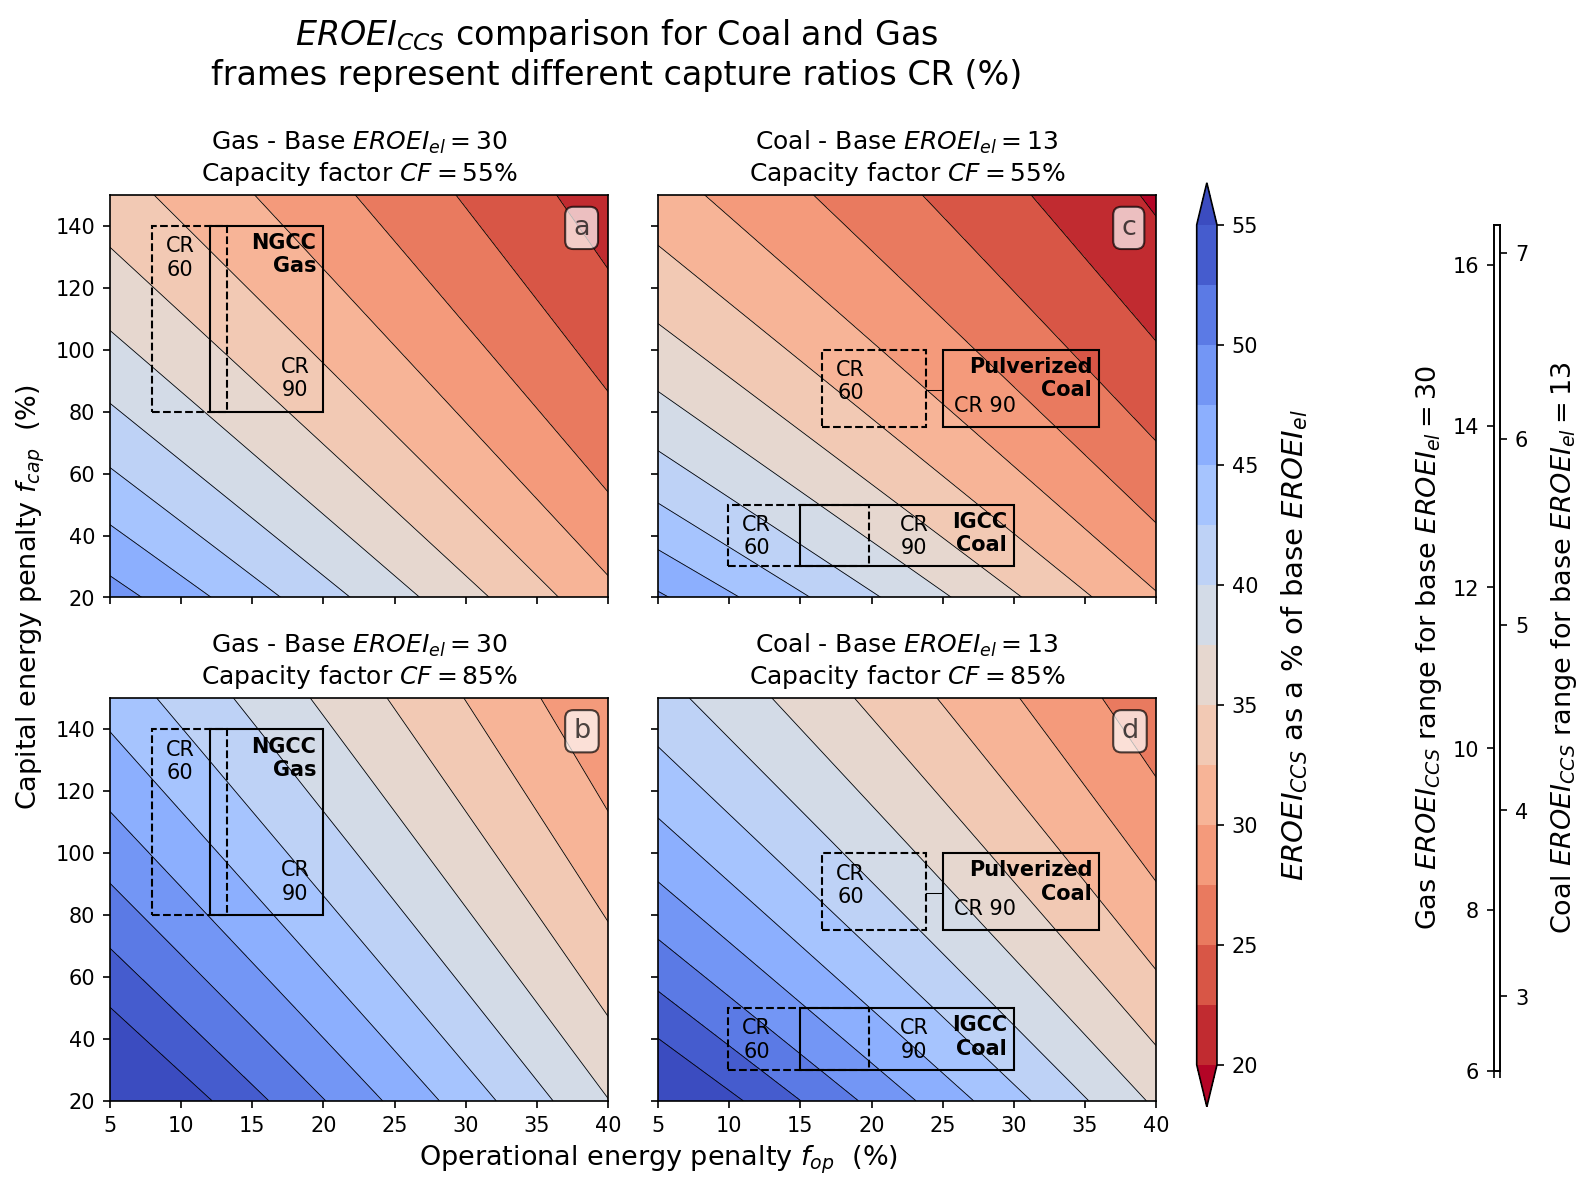 EROEI_CCS comparison for Coal and Gas
frames represent different capture ratios CR (%)
Gas - Base EROEI_el = 30
Capacity factor CF = 55%
Coal - Base EROEI_el = 13
Capacity factor CF = 55%
140
120
100
80
60
40
20
CR
60
NGCC
Gas
CR
90
a
CR
60
Pulverized
Coal
CR 90
CR
60
CR
90
IGCC
Coal
c
Gas - Base EROEI_el = 30
Capacity factor CF = 85%
Coal - Base EROEI_el = 13
Capacity factor CF = 85%
140
120
100
80
60
40
20
CR
60
NGCC
Gas
CR
90
b
CR
60
Pulverized
Coal
CR 90
CR
60
CR
90
IGCC
Coal
d
5 10 15 20 25 30 35 40
5 10 15 20 25 30 35 40
Capital energy penalty f_cap (%)
Operational energy penalty f_op (%)
55
50
45
40
35
30
25
20
EROEI_CCS as a % of base EROEI_el
Gas EROEI_CCS range for base EROEI_el = 30
16
14
12
10
8
6
7
6
5
4
3
Coal EROEI_CCS range for base EROEI_el = 13